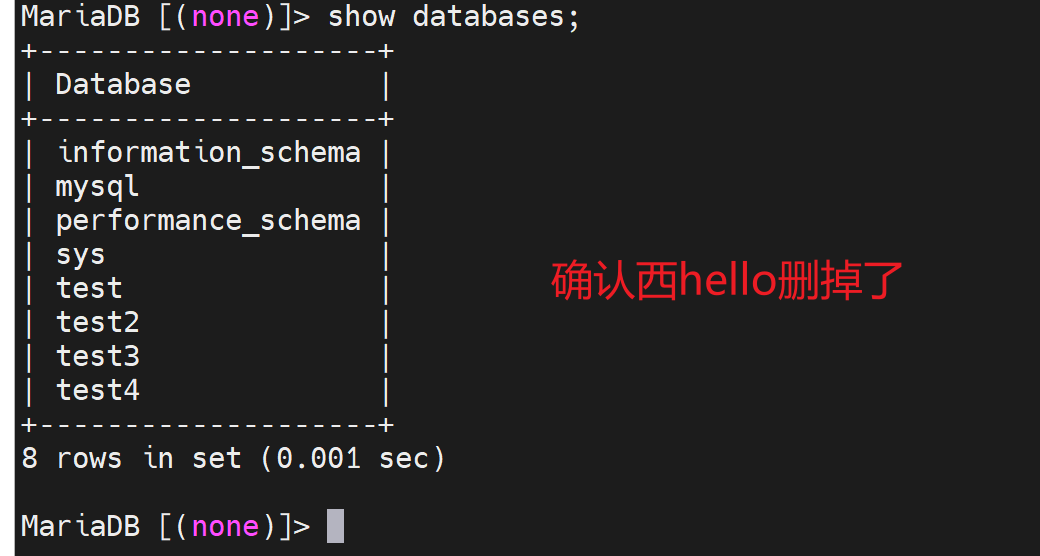 MariaDB [(none)]> show databases;
+--------------------+
| Database           |
+--------------------+
| information_schema |
| mysql              |
| performance_schema |
| sys                |
| test               |
| test2              |
| test3              |
| test4              |
+--------------------+
8 rows in set (0.001 sec)
MariaDB [(none)]>
确认西hello删掉了